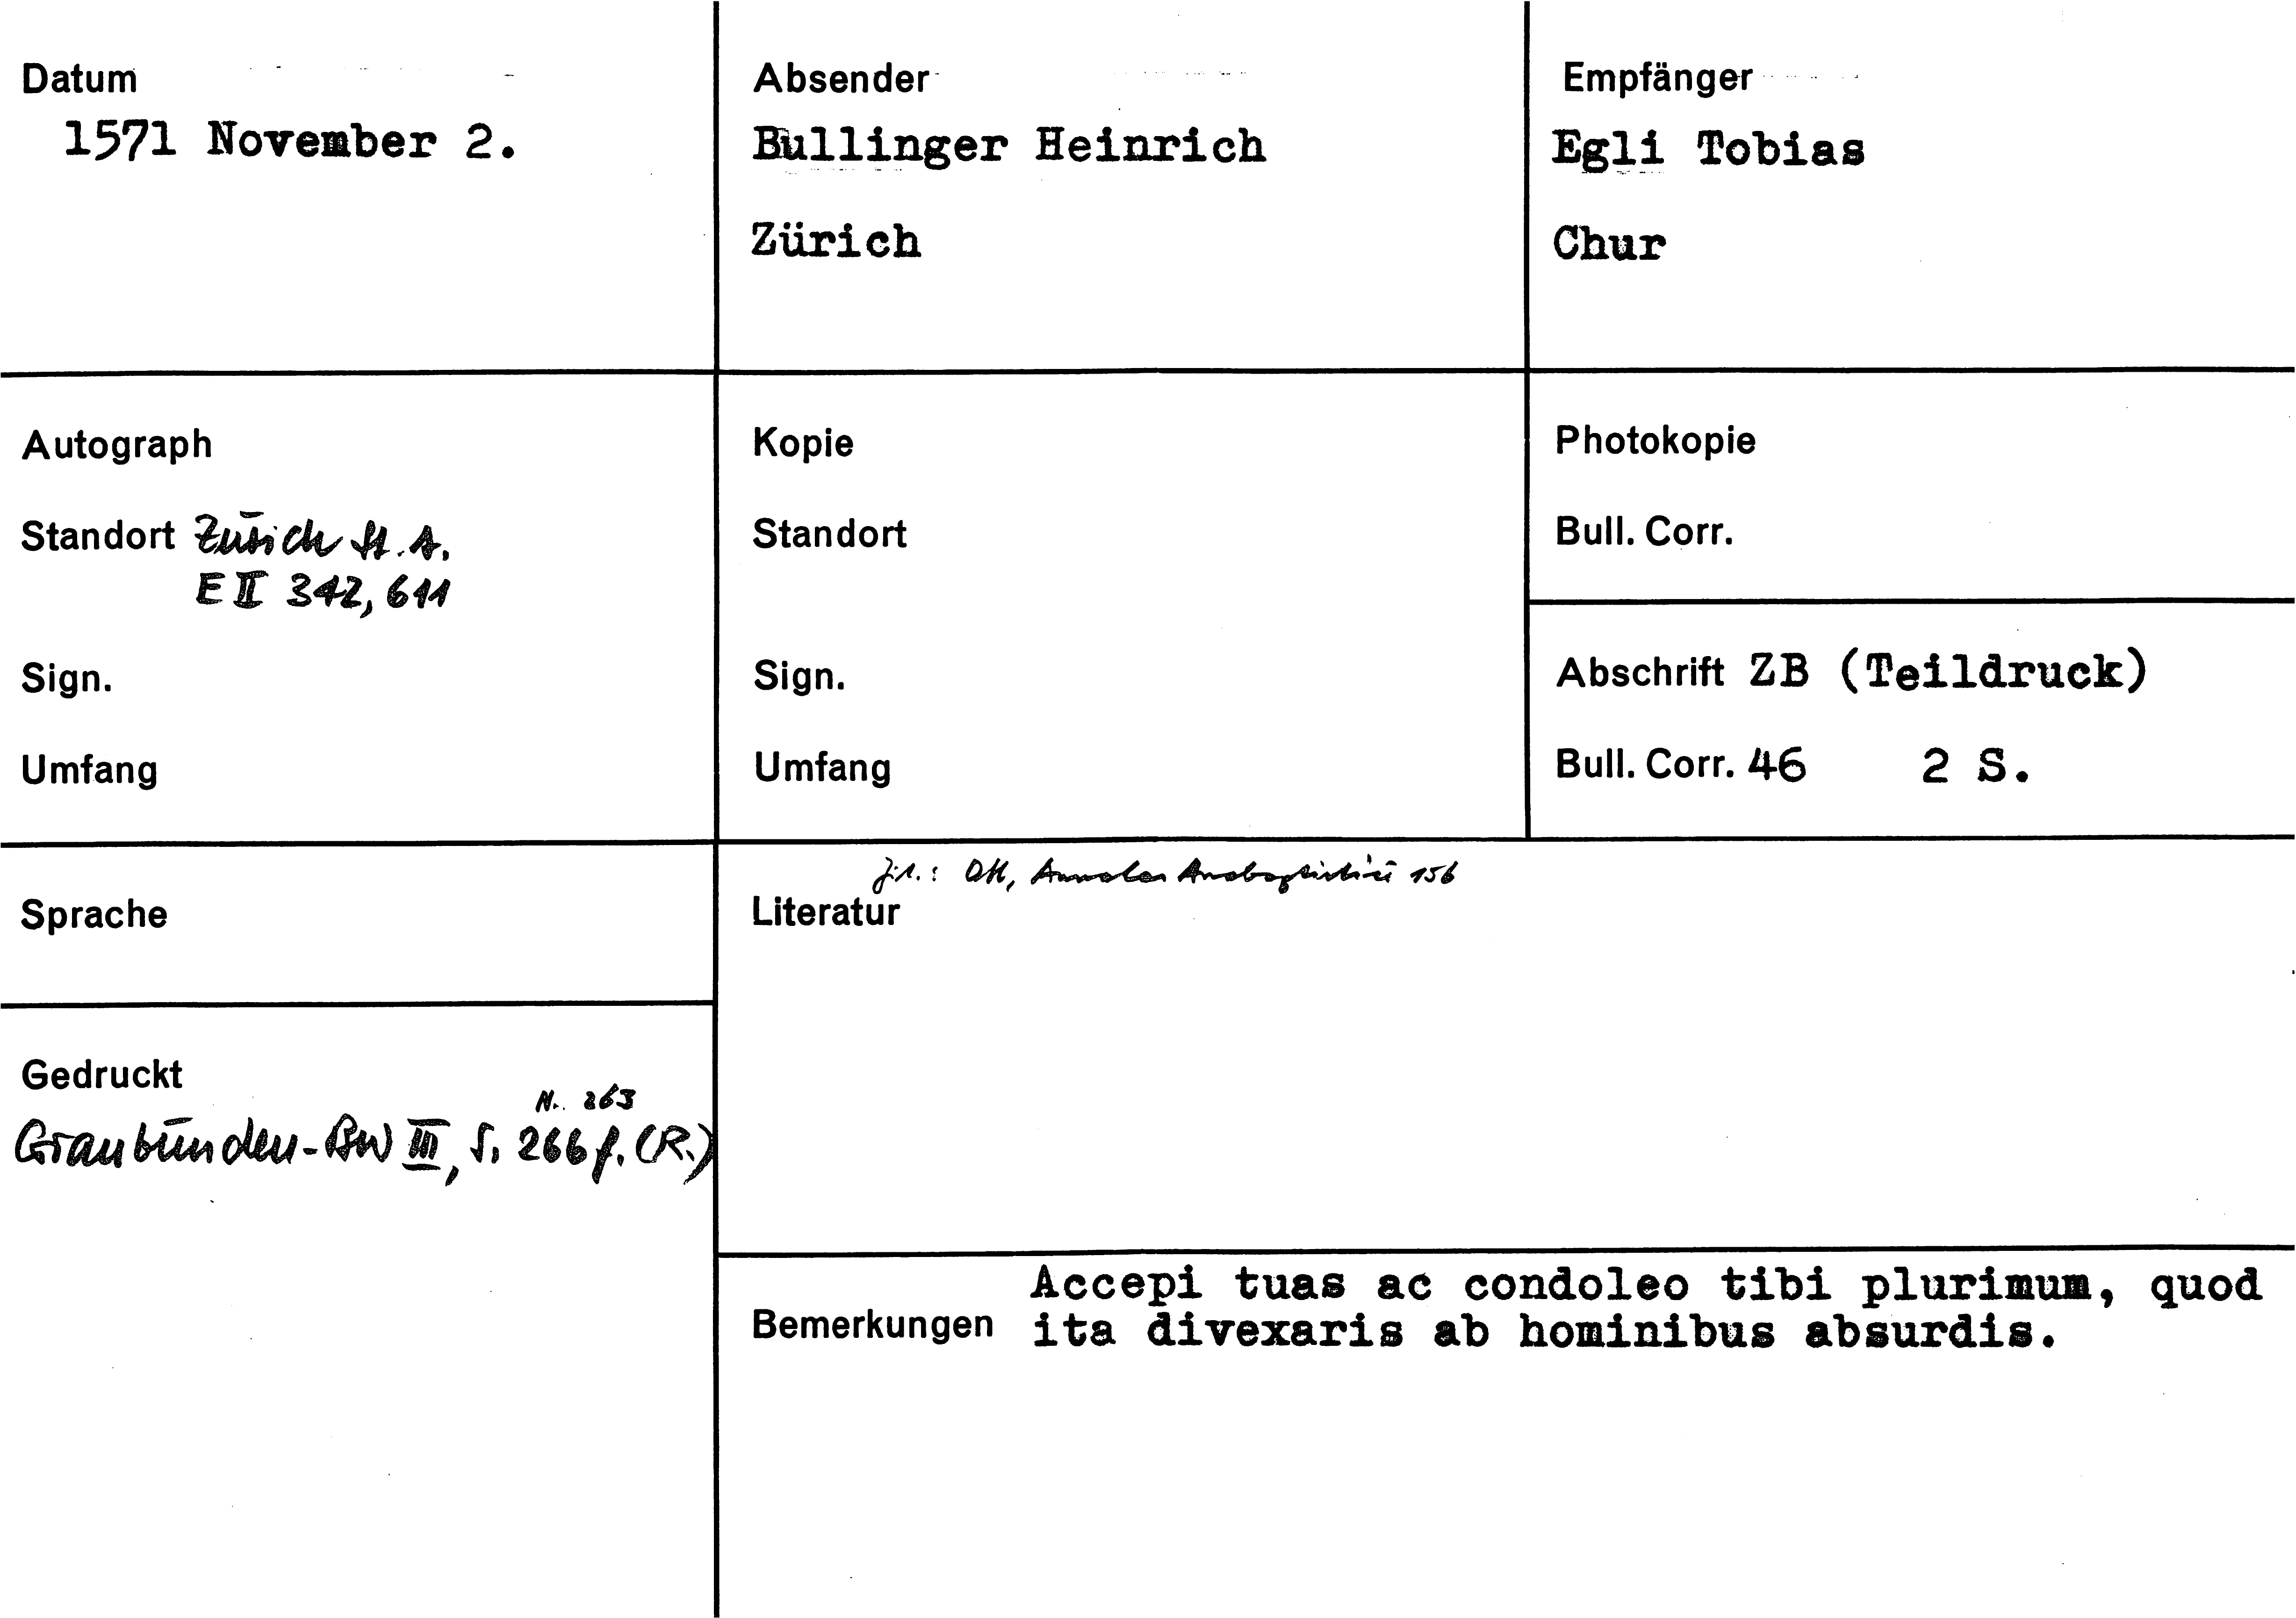 Datum
1571 November 2.
Absender
Bullinger Heinrich
Zürich
Empfänger
Egli Tobias
Chur
Autograph
Standort Zürich St.A.
E II 342, 611
Sign.
Umfang
Kopie
Standort
Sign.
Umfang
Photokopie
Bull. Corr.
Abschrift ZB (Teildruck)
Bull. Corr. 46 2 S.
Sprache
Gedruckt
N. 263
Graubünden-BW III, S. 266 f. (R.)
Annales Anabaptistici 156
Literatur
Bemerkungen
Accepi tuas ac condoleo tibi plurimum, quod
ita divexaris ab hominibus absurdis.